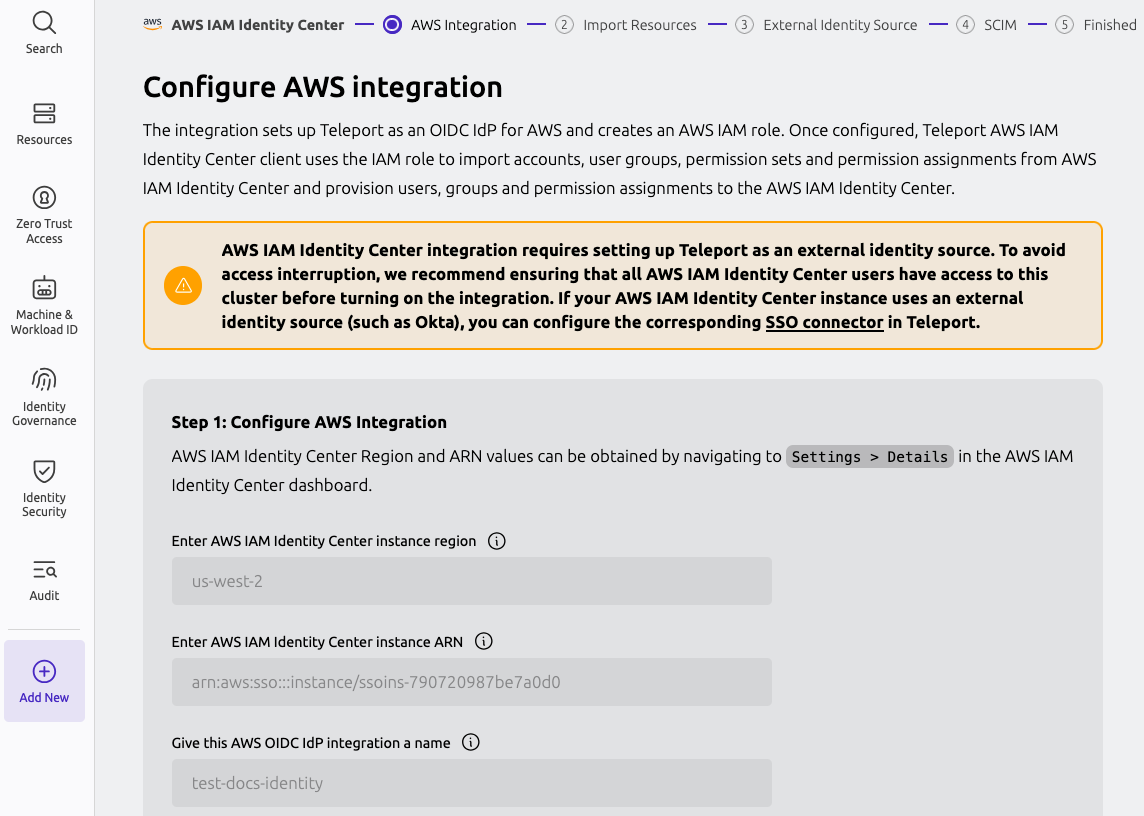 aws AWS IAM Identity Center AWS Integration 2 Import Resources 3 External Identity Source 4 SCIM 5 Finished
Search
Resources
Zero Trust
Access
Machine &
Workload ID
Identity
Governance
Identity
Security
Audit
Add New
Configure AWS integration
The integration sets up Teleport as an OIDC IdP for AWS and creates an AWS IAM role. Once configured, Teleport AWS IAM
Identity Center client uses the IAM role to import accounts, user groups, permission sets and permission assignments from AWS
IAM Identity Center and provision users, groups and permission assignments to the AWS IAM Identity Center.
AWS IAM Identity Center integration requires setting up Teleport as an external identity source. To avoid
access interruption, we recommend ensuring that all AWS IAM Identity Center users have access to this
cluster before turning on the integration. If your AWS IAM Identity Center instance uses an external
identity source (such as Okta), you can configure the corresponding SSO connector in Teleport.
Step 1: Configure AWS Integration
AWS IAM Identity Center Region and ARN values can be obtained by navigating to Settings > Details in the AWS IAM
Identity Center dashboard.
Enter AWS IAM Identity Center instance region
us-west-2
Enter AWS IAM Identity Center instance ARN
arn:aws:sso:::instance/ssoins-790720987be7a0d0
Give this AWS OIDC IdP integration a name
test-docs-identity